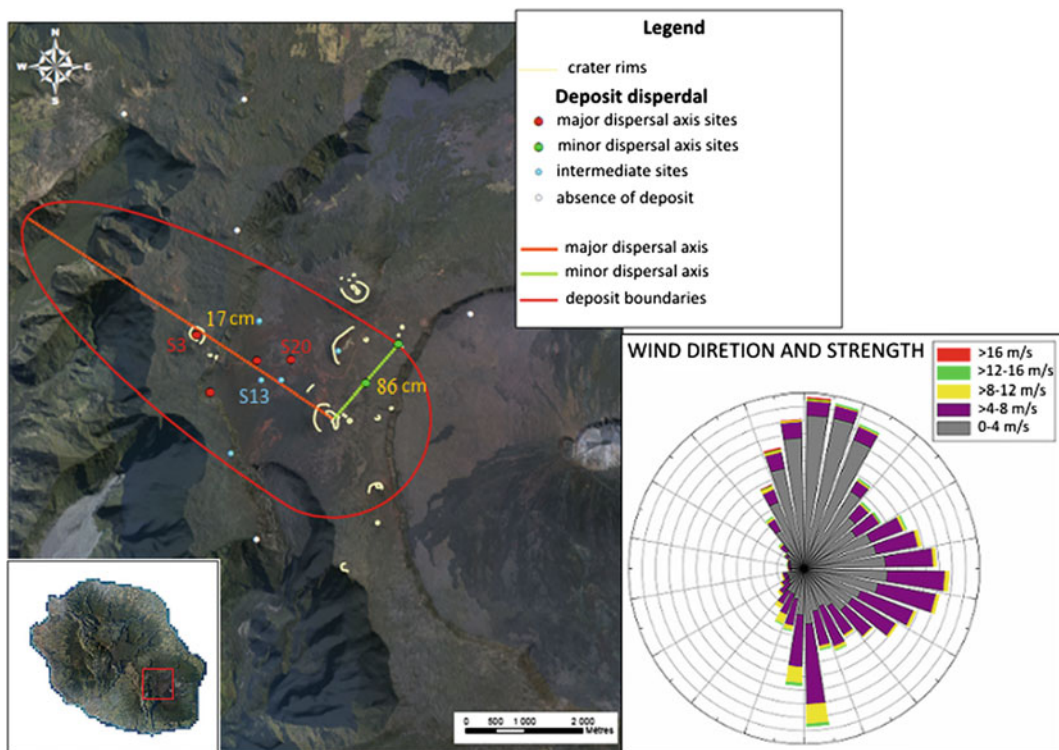 N
W E
S
17 cm
S3
S20
S13
86 cm
0 500 1 000 2 000
Mètres
Legend
crater rims
Deposit disperdal
major dispersal axis sites
minor dispersal axis sites
intermediate sites
absence of deposit
major dispersal axis
minor dispersal axis
deposit boundaries
WIND DIRETION AND STRENGTH
>16 m/s
>12-16 m/s
>8-12 m/s
>4-8 m/s
0-4 m/s